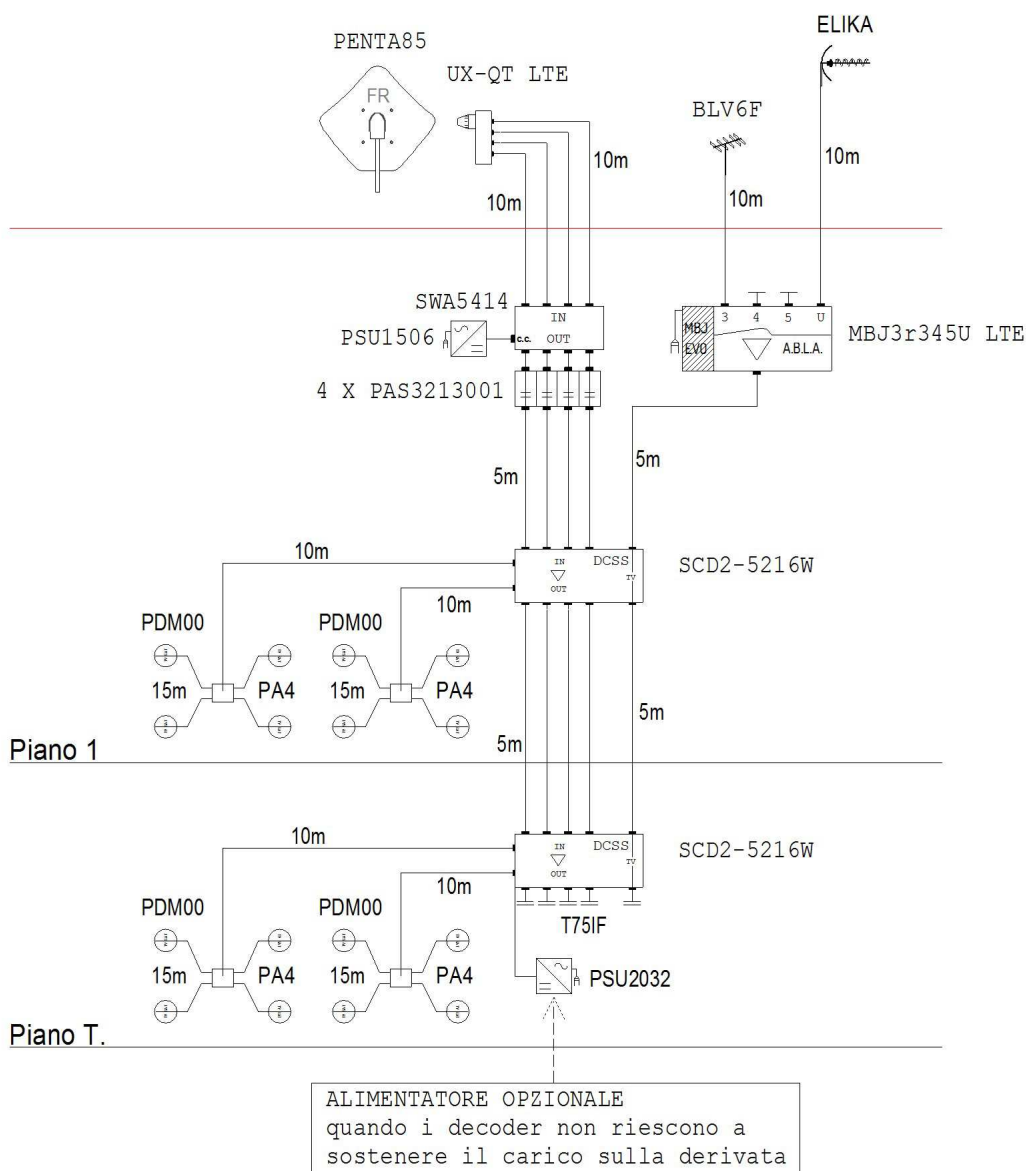 ELIKA
PENTA85
UX-QT LTE
FR
BLV6F
10m
10m
10m
10m
SWA5414
IN
3 4 5 U
PSU1506
c.c. OUT
MBJ
EVO
A.B.L.A.
MBJ3r345U LTE
4 X PAS3213001
5m
5m
10m
IN
DCSS
TV
OUT
SCD2-5216W
10m
PDM00
PDM00
15m
PA4
15m
PA4
5m
5m
Piano 1
10m
IN
DCSS
TV
OUT
SCD2-5216W
10m
PDM00
PDM00
T75IF
15m
PA4
15m
PA4
PSU2032
Piano T.
ALIMENTATORE OPZIONALE
quando i decoder non riescono a
sostenere il carico sulla derivata